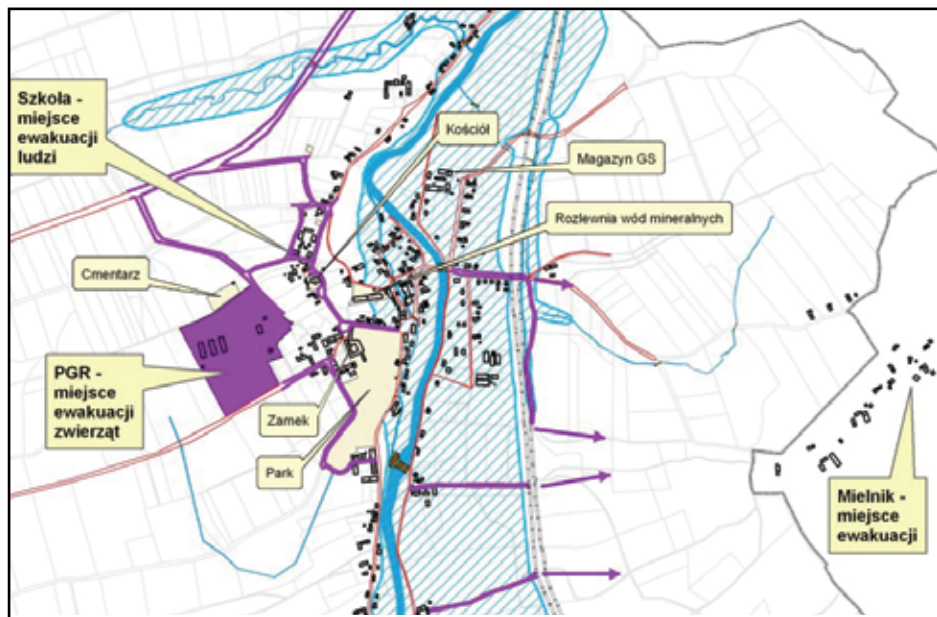 Szkoła -
miejsce
ewakuacji
ludzi
Kościół
Magazyn GS
Rozlewnia wód mineralnych
Cmentarz
PGR -
miejsce
ewakuacji
zwierząt
Zamek
Park
Mielnik -
miejsce
ewakuacji